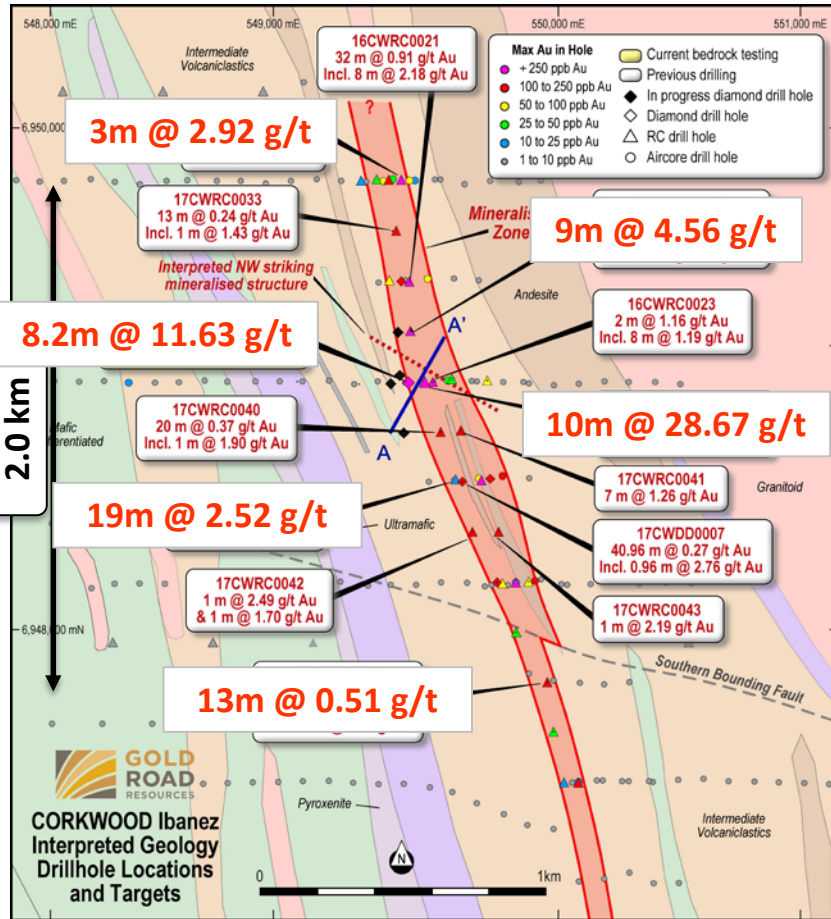 548,000 mE
549,000 mE
550,000 mE
551,000 mE
Intermediate
Volcaniclastics
16CWRC0021
32 m @ 0.91 g/t Au
Incl. 8 m @ 2.18 g/t Au
Max Au in Hole
+ 250 ppb Au
100 to 250 ppb Au
50 to 100 ppb Au
25 to 50 ppb Au
10 to 25 ppb Au
1 to 10 ppb Au
Current bedrock testing
Previous drilling
In progress diamond drill hole
Diamond drill hole
RC drill hole
Aircore drill hole
?
6,950,000
3m @ 2.92 g/t
17CWRC0033
13 m @ 0.24 g/t Au
Incl. 1 m @ 1.43 g/t Au
Zone
9m @ 4.56 g/t
Interpreted NW striking
mineralised structure
Andesite
16CWRC0023
2 m @ 1.16 g/t Au
Incl. 8 m @ 1.19 g/t Au
A'
8.2m @ 11.63 g/t
2.0 km
17CWRC0040
20 m @ 0.37 g/t Au
Incl. 1 m @ 1.90 g/t Au
A
10m @ 28.67 g/t
17CWRC0041
7 m @ 1.26 g/t Au
Granitoid
19m @ 2.52 g/t
Ultramafic
17CWDD0007
40.96 m @ 0.27 g/t Au
Incl. 0.96 m @ 2.76 g/t Au
17CWRC0042
1 m @ 2.49 g/t Au
& 1 m @ 1.70 g/t Au
17CWRC0043
1 m @ 2.19 g/t Au
6,948,000 mN
Southern Bounding Fault
13m @ 0.51 g/t
GOLD
ROAD
RESOURCES
CORKWOOD Ibanez
Interpreted Geology
Drillhole Locations
and Targets
Pyroxenite
Intermediate
Volcaniclastics
N
0
1km